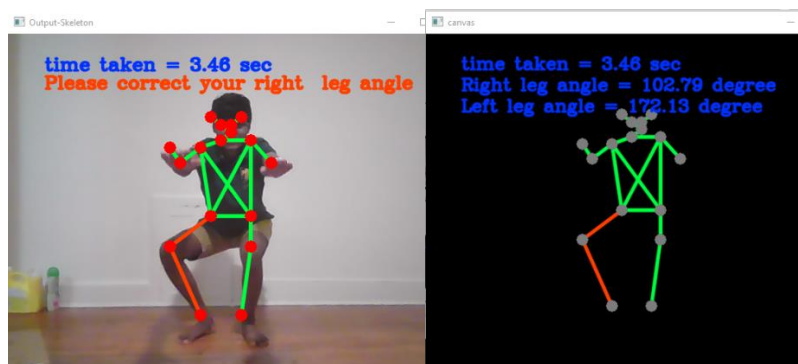 Output-Skeleton
time taken = 3.46 sec
Please correct your right  leg angle
canvas
time taken = 3.46 sec
Right leg angle = 102.79 degree
Left leg angle = 172.13 degree